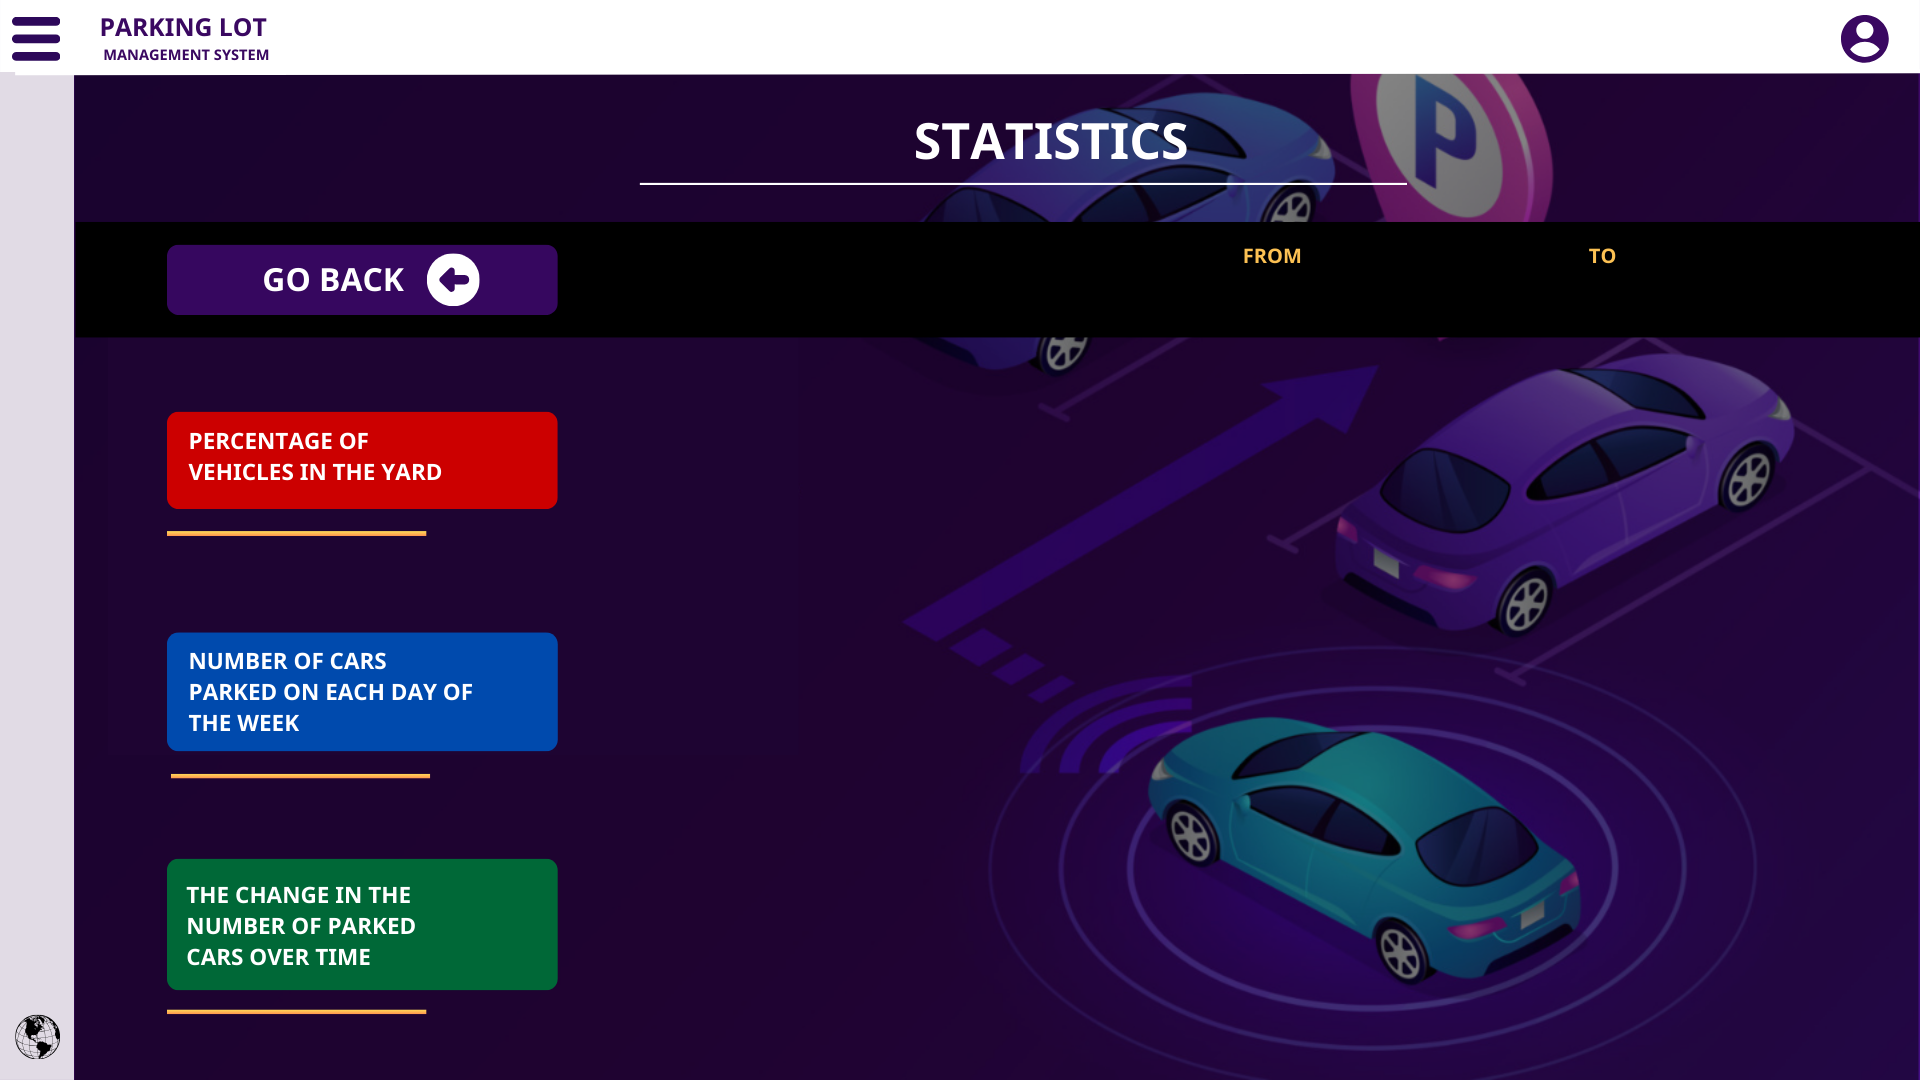 PARKING LOT
MANAGEMENT SYSTEM
STATISTICS
P
GO BACK
FROM
TO
PERCENTAGE OF
VEHICLES IN THE YARD
NUMBER OF CARS
PARKED ON EACH DAY OF
THE WEEK
THE CHANGE IN THE
NUMBER OF PARKED
CARS OVER TIME